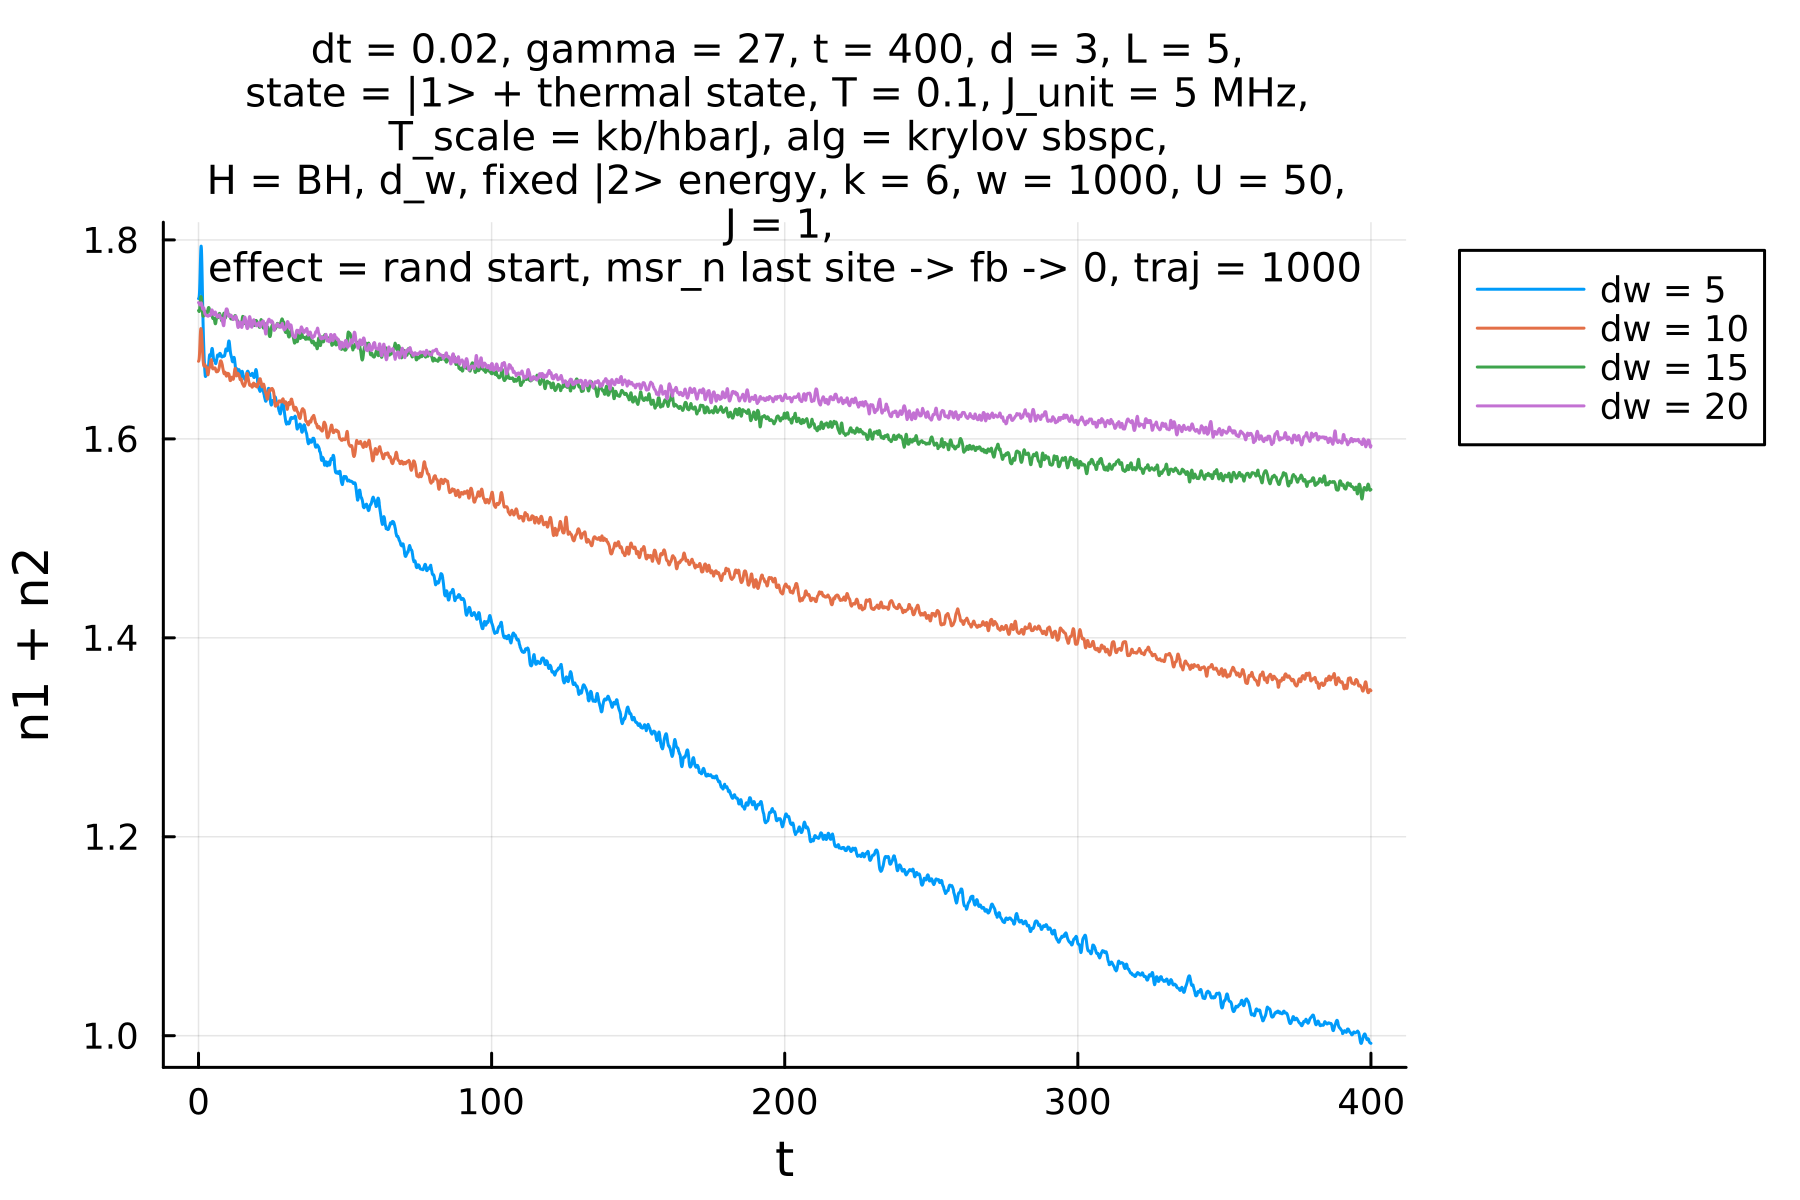 dt = 0.02, gamma = 27, t = 400, d = 3, L = 5,
state = |1> + thermal state, T = 0.1, J_unit = 5 MHz,
T_scale = kb/hbarJ, alg = krylov sbspc,
H = BH, d_w, fixed |2> energy, k = 6, w = 1000, U = 50,
J = 1,
effect = rand start, msr_n last site -> fb -> 0, traj = 1000
1.8
1.6
1.4
1.2
1.0
n1 + n2
0 100 200 300 400
t
dw = 5
dw = 10
dw = 15
dw = 20